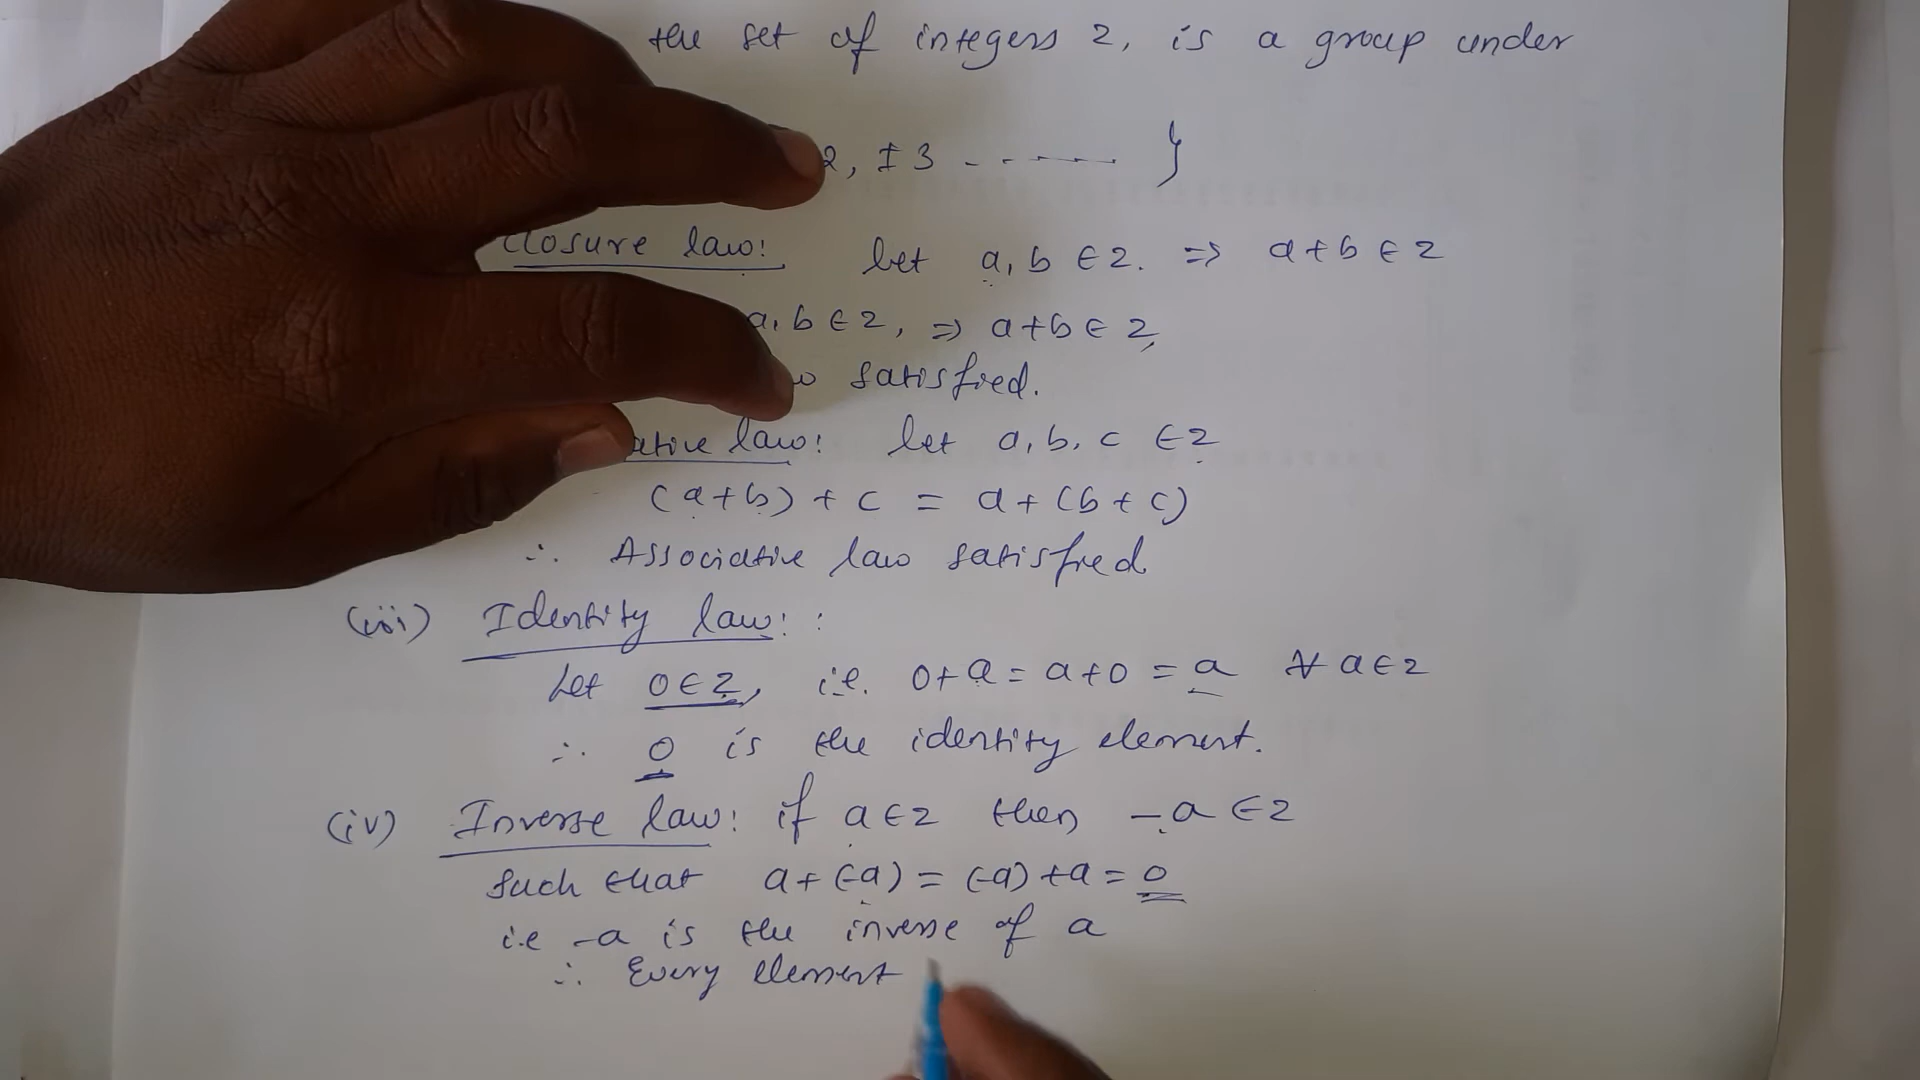 the set of integers z, is a group under
2, ±3 - - - - - }
closure law: let a, b ∈ z. => a+b ∈ z
a, b ∈ z, => a+b ∈ z,
satisfied.
ative law: let a, b, c ∈ z
(a+b) + c = a + (b + c)
∴ Associative law satisfied
(iii) Identity law: :
Let 0 ∈ z, i.e. 0+a = a+0 = a ∀ a ∈ z
∴ 0 is the identity element.
(iv) Inverse law: if a ∈ z then -a ∈ z
such that a + (-a) = (-a) + a = 0
i.e -a is the inverse of a
∴ Every element